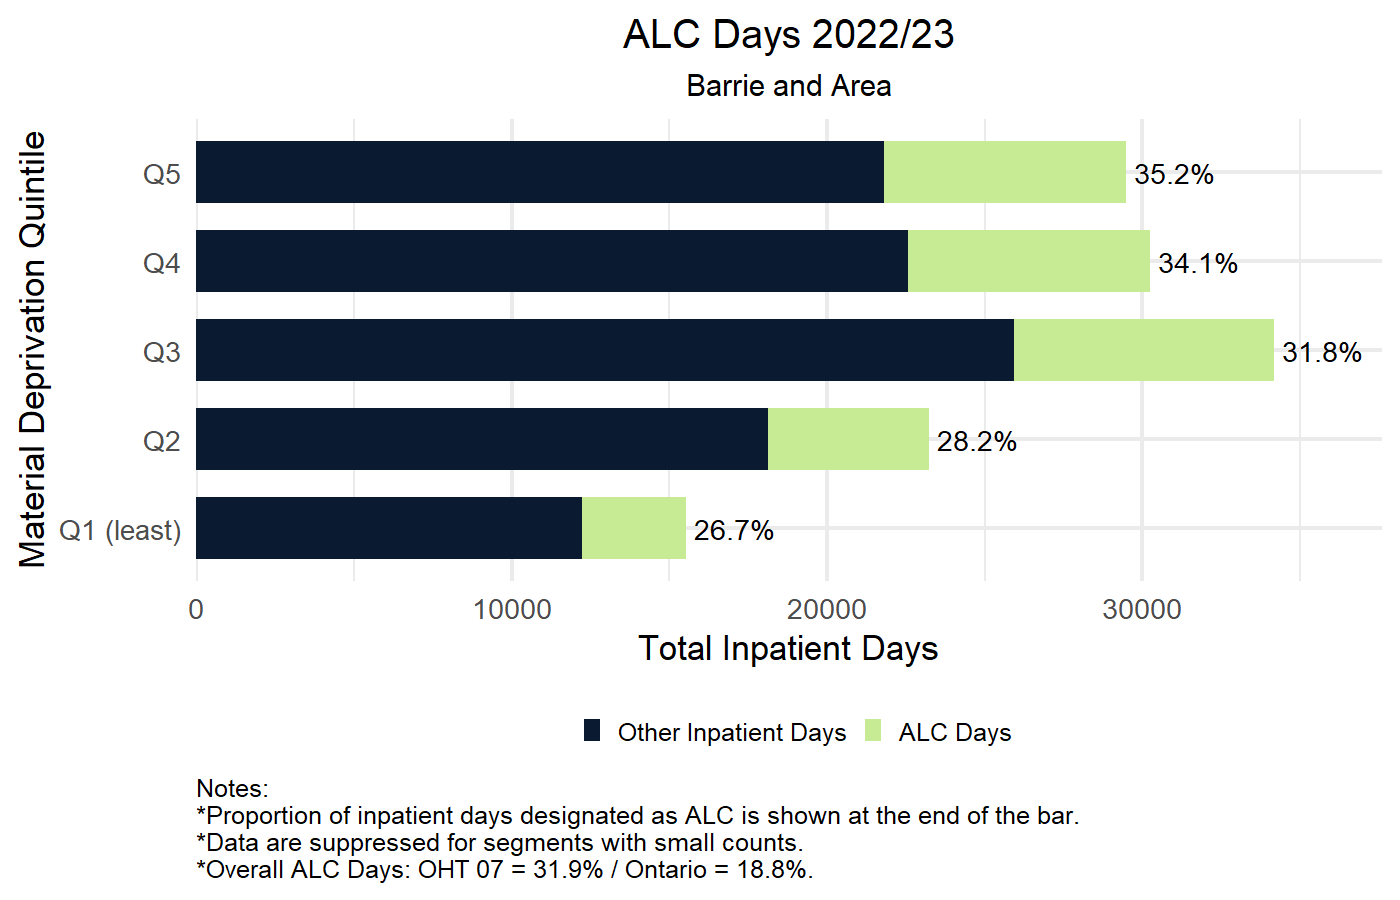 ALC Days 2022/23
Barrie and Area
Material Deprivation Quintile
Q5
35.2%
Q4
34.1%
Q3
31.8%
Q2
28.2%
Q1 (least)
26.7%
0
10000
20000
30000
Total Inpatient Days
Other Inpatient Days
ALC Days
Notes:
*Proportion of inpatient days designated as ALC is shown at the end of the bar.
*Data are suppressed for segments with small counts.
*Overall ALC Days: OHT 07 = 31.9% / Ontario = 18.8%.